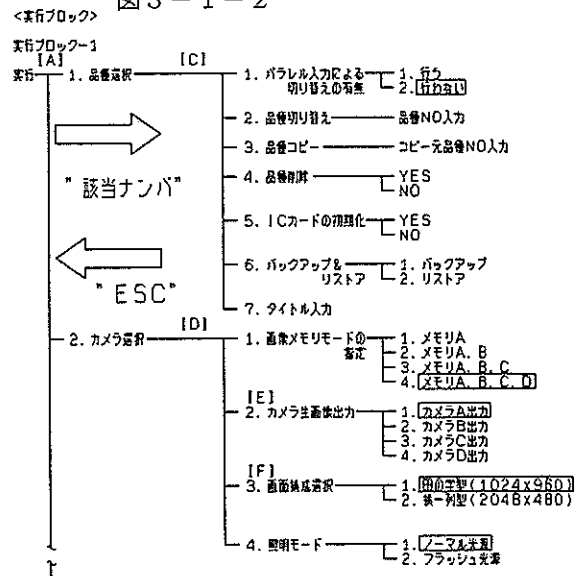 図3-1-2
<実行ブロック>
実行ブロック-1
[A]
実行
1. 品種選択
[C]
1. パラレル入力による
切り替えの有無
1. 行う
2. 行わない
2. 品種切り替え
品種NO入力
3. 品種コピー
コピー元品種NO入力
4. 品種削除
YES
NO
5. ICカードの初期化
YES
NO
6. バックアップ&
リストア
1. バックアップ
2. リストア
7. タイトル入力
"該当ナンバ"
"ESC"
2. カメラ選択
[D]
1. 画像メモリモードの
指定
1. メモリA
2. メモリA. B
3. メモリA. B. C
4. メモリA. B. C. D
[E]
2. カメラ生画像出力
1. カメラA出力
2. カメラB出力
3. カメラC出力
4. カメラD出力
[F]
3. 画面構成選択
1. 田の字型(1024x960)
2. 横一列型(2048x480)
4. 照明モード
1. ノーマル光源
2. フラッシュ光源